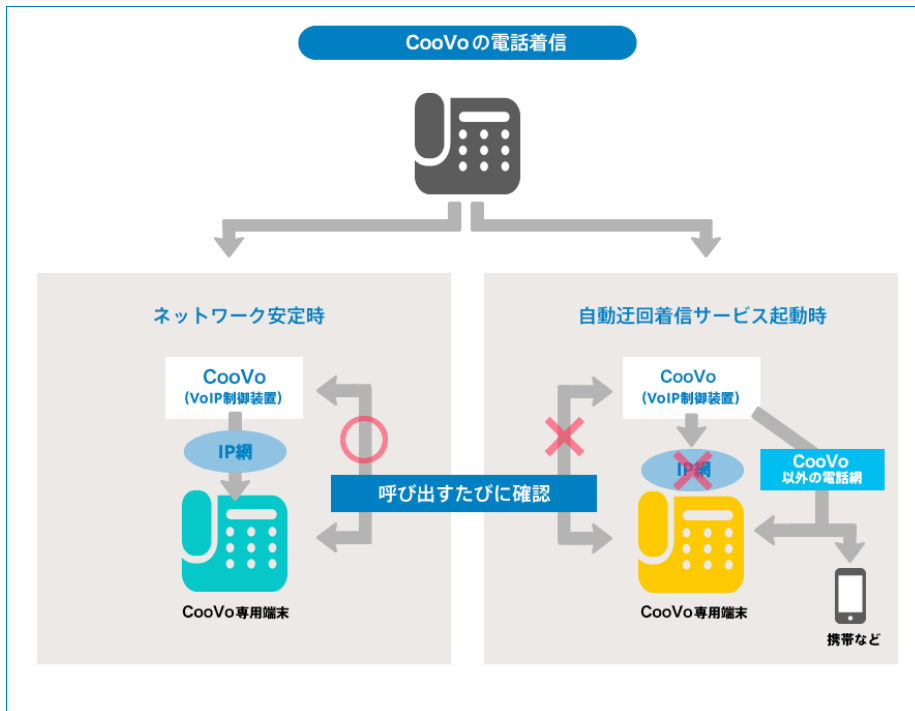 CooVoの電話着信
ネットワーク安定時
CooVo
(VoIP制御装置)
IP網
CooVo専用端末
呼び出すたびに確認
自動迂回着信サービス起動時
CooVo
(VoIP制御装置)
IP網
CooVo
以外の電話網
CooVo専用端末
携帯など